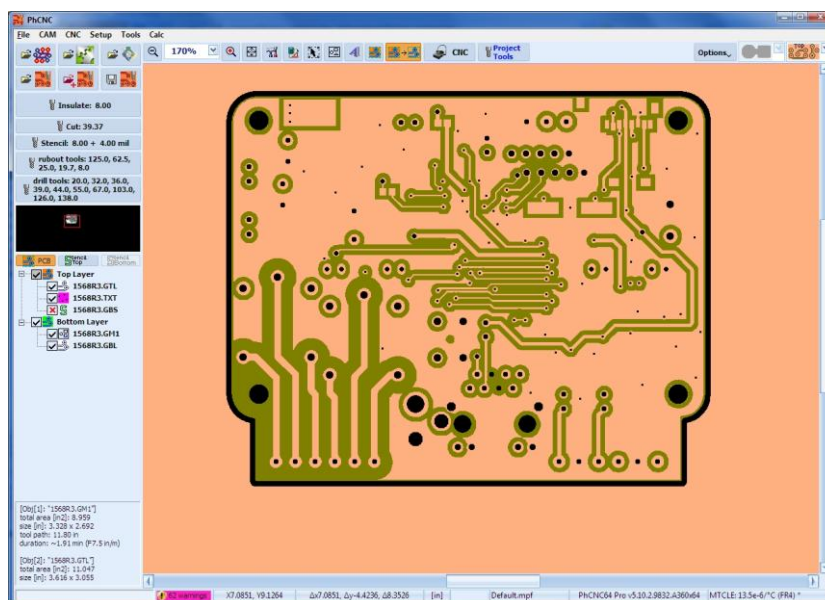 PhCNC
File CAM CNC Setup Tools Calc
170% CNC Project Tools Options
Insulate: 8.00
Cut: 39.37
Stencil: 8.00 + 4.00 mil
rubout tools: 125.0, 62.5,
25.0, 19.7, 8.0
drill tools: 20.0, 32.0, 36.0,
39.0, 44.0, 55.0, 67.0, 103.0,
126.0, 138.0
PCB Stencil Top Stencil Bottom
Top Layer
1568R3.GTL
1568R3.TXT
1568R3.GBS
Bottom Layer
1568R3.GM1
1568R3.GBL
[Obj[1]: "1568R3.GM1"]
total area [in2]: 8.959
size [in]: 3.328 x 2.692
tool path: 11.80 in
duration: ~1.91 min (F7.5 in/m)
[Obj[2]: "1568R3.GTL"]
total area [in2]: 11.047
size [in]: 3.616 x 3.055
62 warnings X7.0851, Y9.1264 Δx7.0851, Δy-4.4236, Δ8.3526 [in] Default.mpf PhCNC64 Pro v5.10.2.9832.A360x64 MTCLE: 13.5e-6/°C (FR4) *